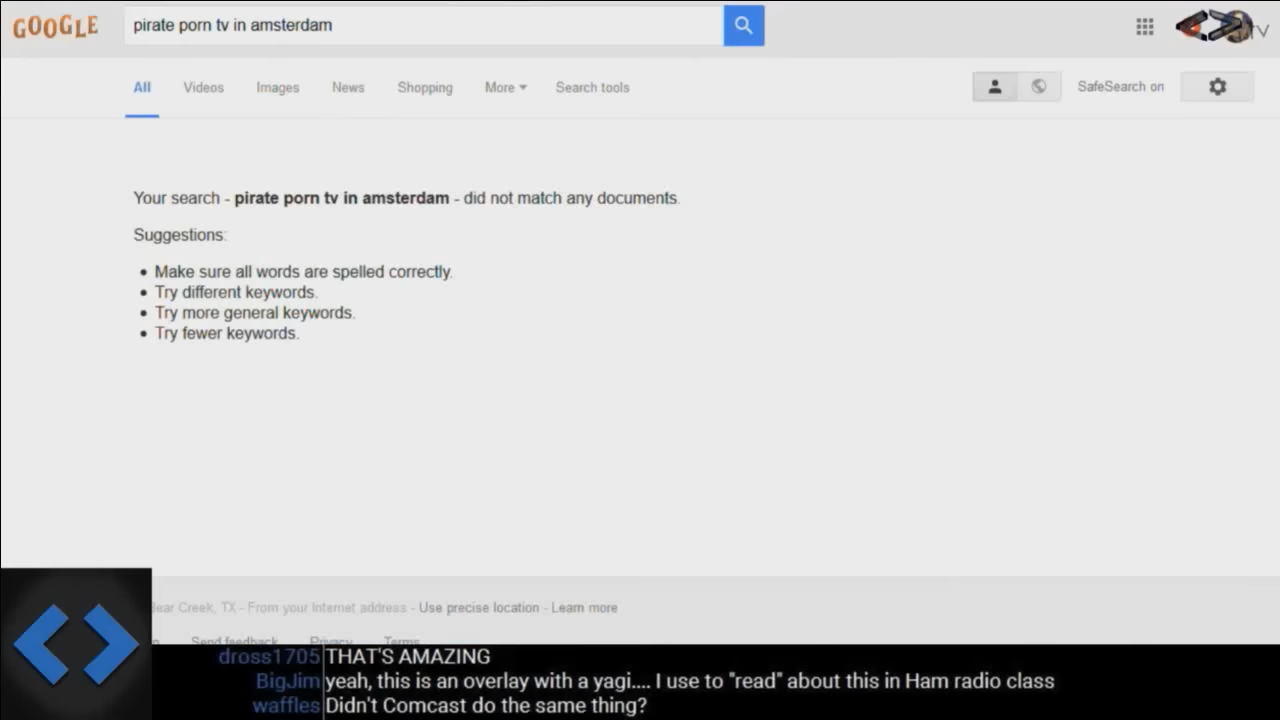 GOOGLE
pirate porn tv in amsterdam
TV
All Videos Images News Shopping More Search tools SafeSearch on
Your search - pirate porn tv in amsterdam - did not match any documents.
Suggestions:
Make sure all words are spelled correctly.
Try different keywords.
Try more general keywords.
Try fewer keywords.
Creek, TX - From your Internet address - Use precise location - Learn more
Send feedback Privacy Terms
dross1705 THAT'S AMAZING
BigJim yeah, this is an overlay with a yagi.... I use to "read" about this in Ham radio class
waffles Didn't Comcast do the same thing?